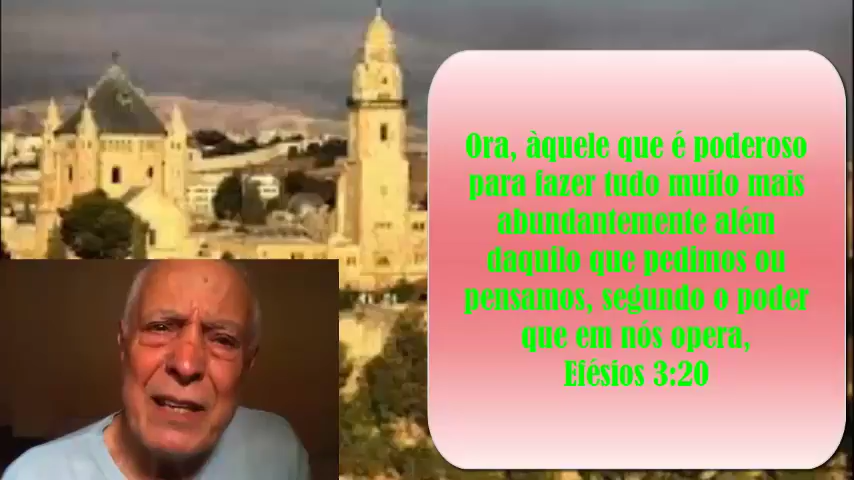 Ora, àquele que é poderoso
para fazer tudo muito mais
abundantemente além
daquilo que pedimos ou
pensamos, segundo o poder
que em nós opera,
Efésios 3:20